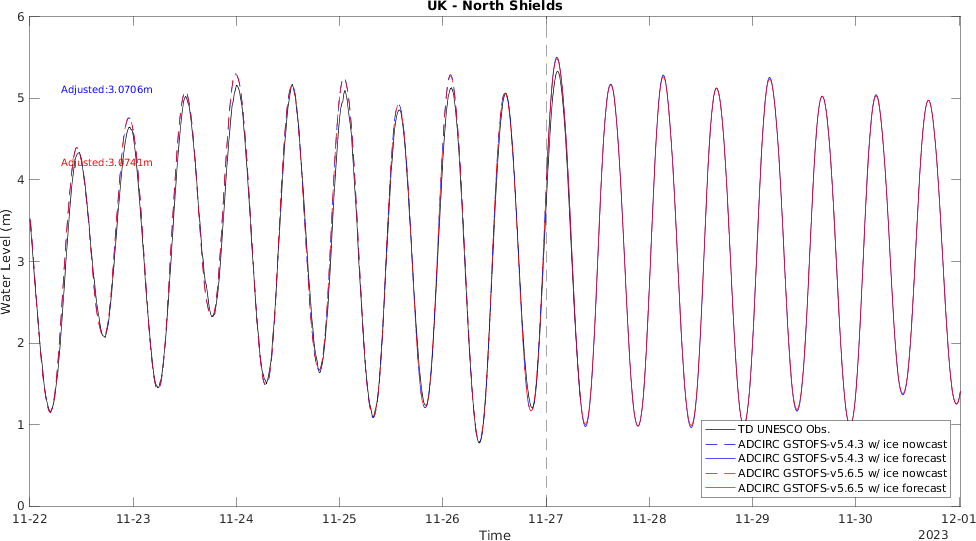 UK - North Shields
6
5
4
3
2
1
0
Water Level (m)
Adjusted:3.0706m
Adjusted:3.0741m
TD UNESCO Obs.
ADCIRC GSTOFS-v5.4.3 w/ ice nowcast
ADCIRC GSTOFS-v5.4.3 w/ ice forecast
ADCIRC GSTOFS-v5.6.5 w/ ice nowcast
ADCIRC GSTOFS-v5.6.5 w/ ice forecast
11-22 11-23 11-24 11-25 11-26 11-27 11-28 11-29 11-30 12-01
Time
2023